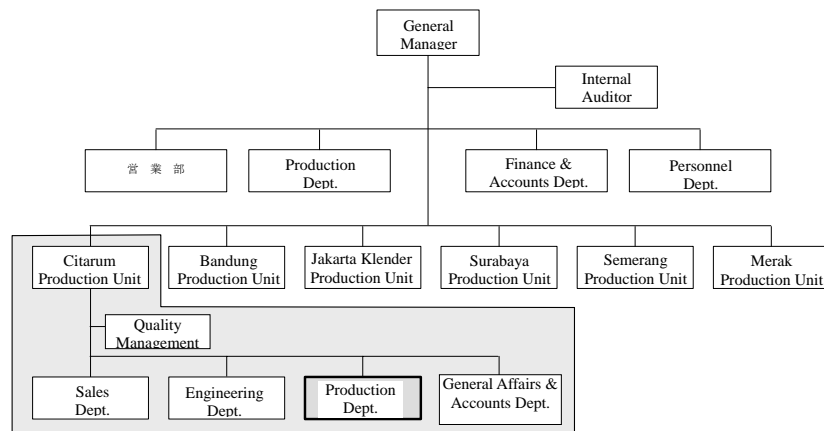 General
Manager
Internal
Auditor
営 業 部
Production
Dept.
Finance &
Accounts Dept.
Personnel
Dept.
Citarum
Production Unit
Bandung
Production Unit
Jakarta Klender
Production Unit
Surabaya
Production Unit
Semerang
Production Unit
Merak
Production Unit
Quality
Management
Sales
Dept.
Engineering
Dept.
Production
Dept.
General Affairs &
Accounts Dept.